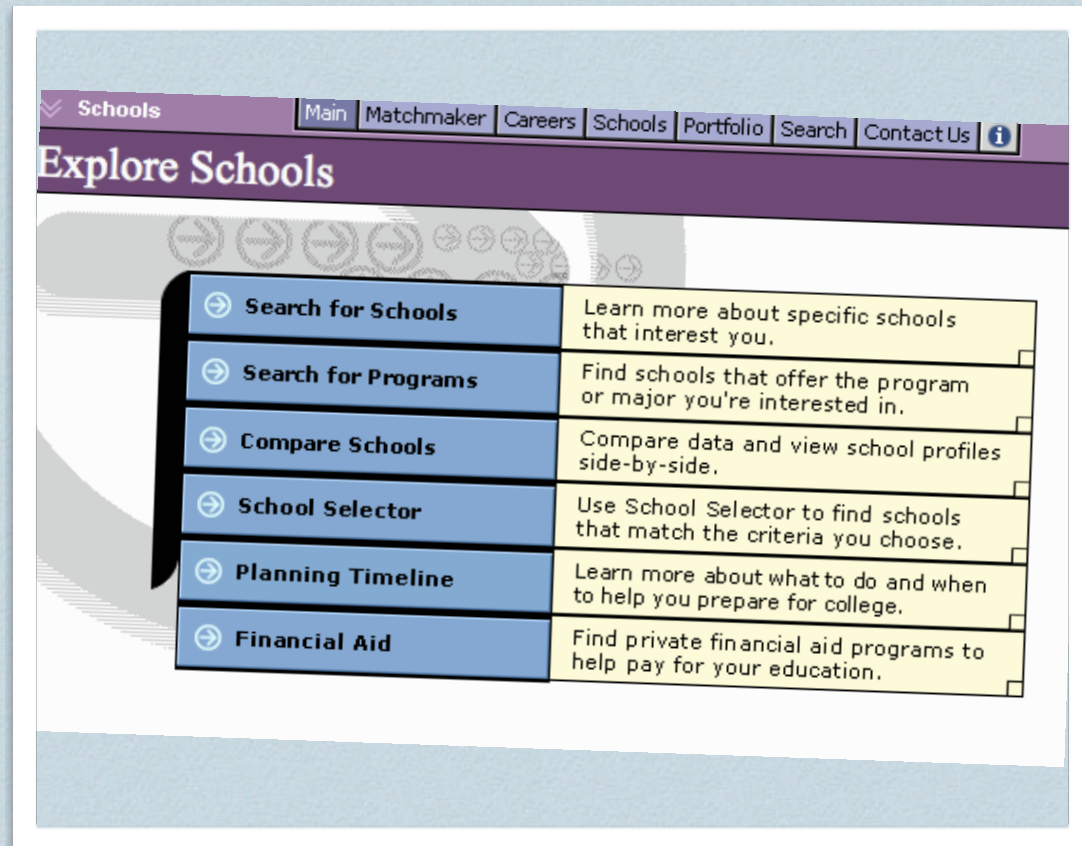 Schools
Main Matchmaker Careers Schools Portfolio Search Contact Us i
Explore Schools
Search for Schools
Learn more about specific schools
that interest you.
Search for Programs
Find schools that offer the program
or major you're interested in.
Compare Schools
Compare data and view school profiles
side-by-side.
School Selector
Use School Selector to find schools
that match the criteria you choose.
Planning Timeline
Learn more about what to do and when
to help you prepare for college.
Financial Aid
Find private financial aid programs to
help pay for your education.